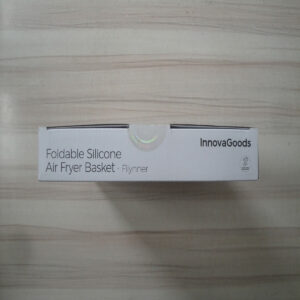 Foldable Silicone
Air Fryer Basket · Flynner
InnovaGoods